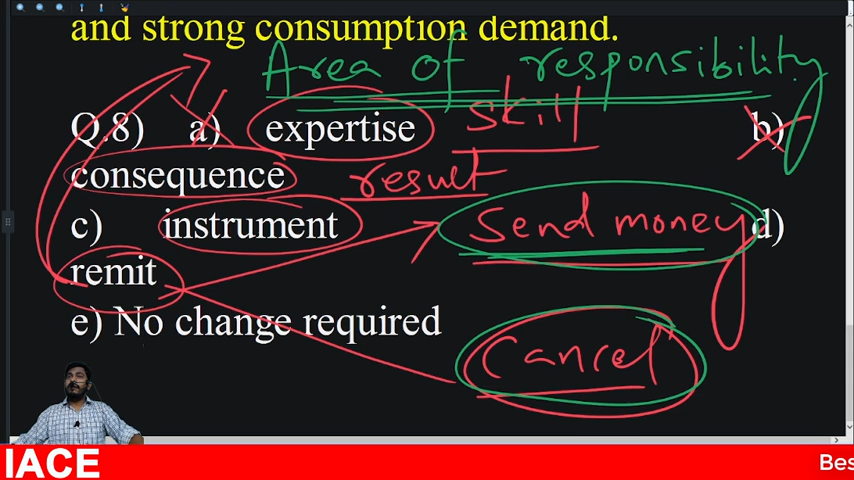 and strong consumption demand.
Area of responsibility
Q.8) a) expertise skill b)
consequence result
c) instrument Send money d)
remit
e) No change required
Cancel
IACE
Bes